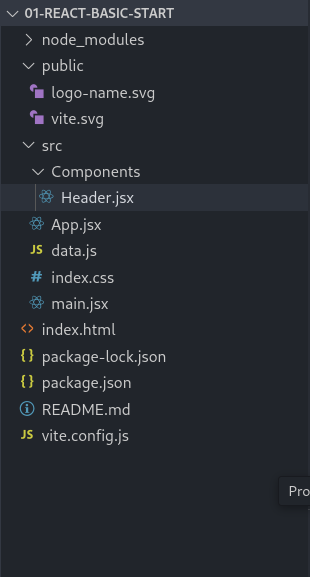 01-REACT-BASIC-START
node_modules
public
logo-name.svg
vite.svg
src
Components
Header.jsx
App.jsx
JS data.js
# index.css
main.jsx
<> index.html
{} package-lock.json
{} package.json
README.md
JS vite.config.js
Pro